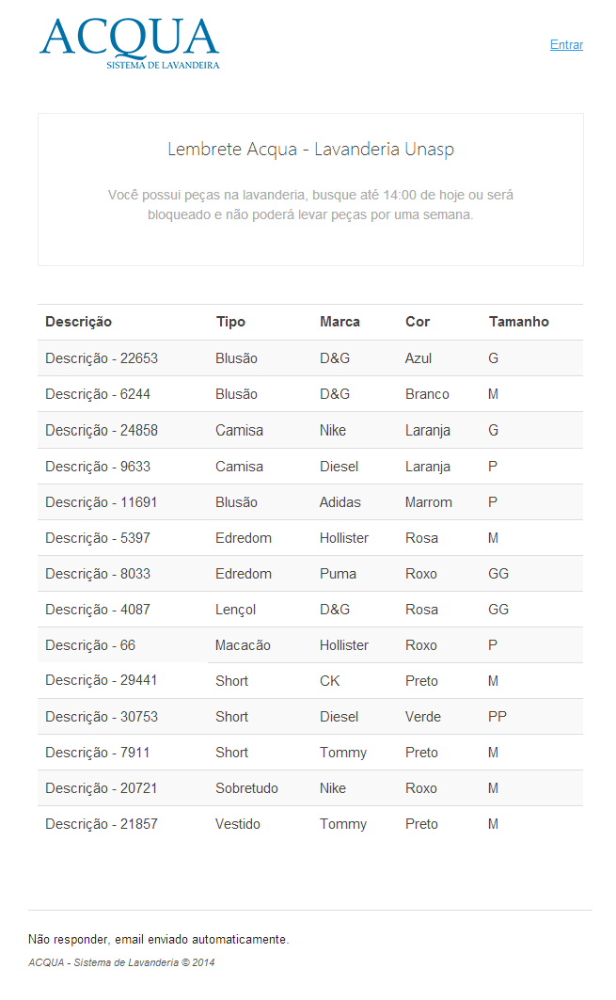 ACQUA
SISTEMA DE LAVANDEIRA
Entrar
Lembrete Acqua - Lavanderia Unasp
Você possui peças na lavanderia, busque até 14:00 de hoje ou será
bloqueado e não poderá levar peças por uma semana.
Descrição Tipo Marca Cor Tamanho
Descrição - 22653 Blusão D&G Azul G
Descrição - 6244 Blusão D&G Branco M
Descrição - 24858 Camisa Nike Laranja G
Descrição - 9633 Camisa Diesel Laranja P
Descrição - 11691 Blusão Adidas Marrom P
Descrição - 5397 Edredom Hollister Rosa M
Descrição - 8033 Edredom Puma Roxo GG
Descrição - 4087 Lençol D&G Rosa GG
Descrição - 66 Macacão Hollister Roxo P
Descrição - 29441 Short CK Preto M
Descrição - 30753 Short Diesel Verde PP
Descrição - 7911 Short Tommy Preto M
Descrição - 20721 Sobretudo Nike Roxo M
Descrição - 21857 Vestido Tommy Preto M
Não responder, email enviado automaticamente.
ACQUA - Sistema de Lavanderia © 2014